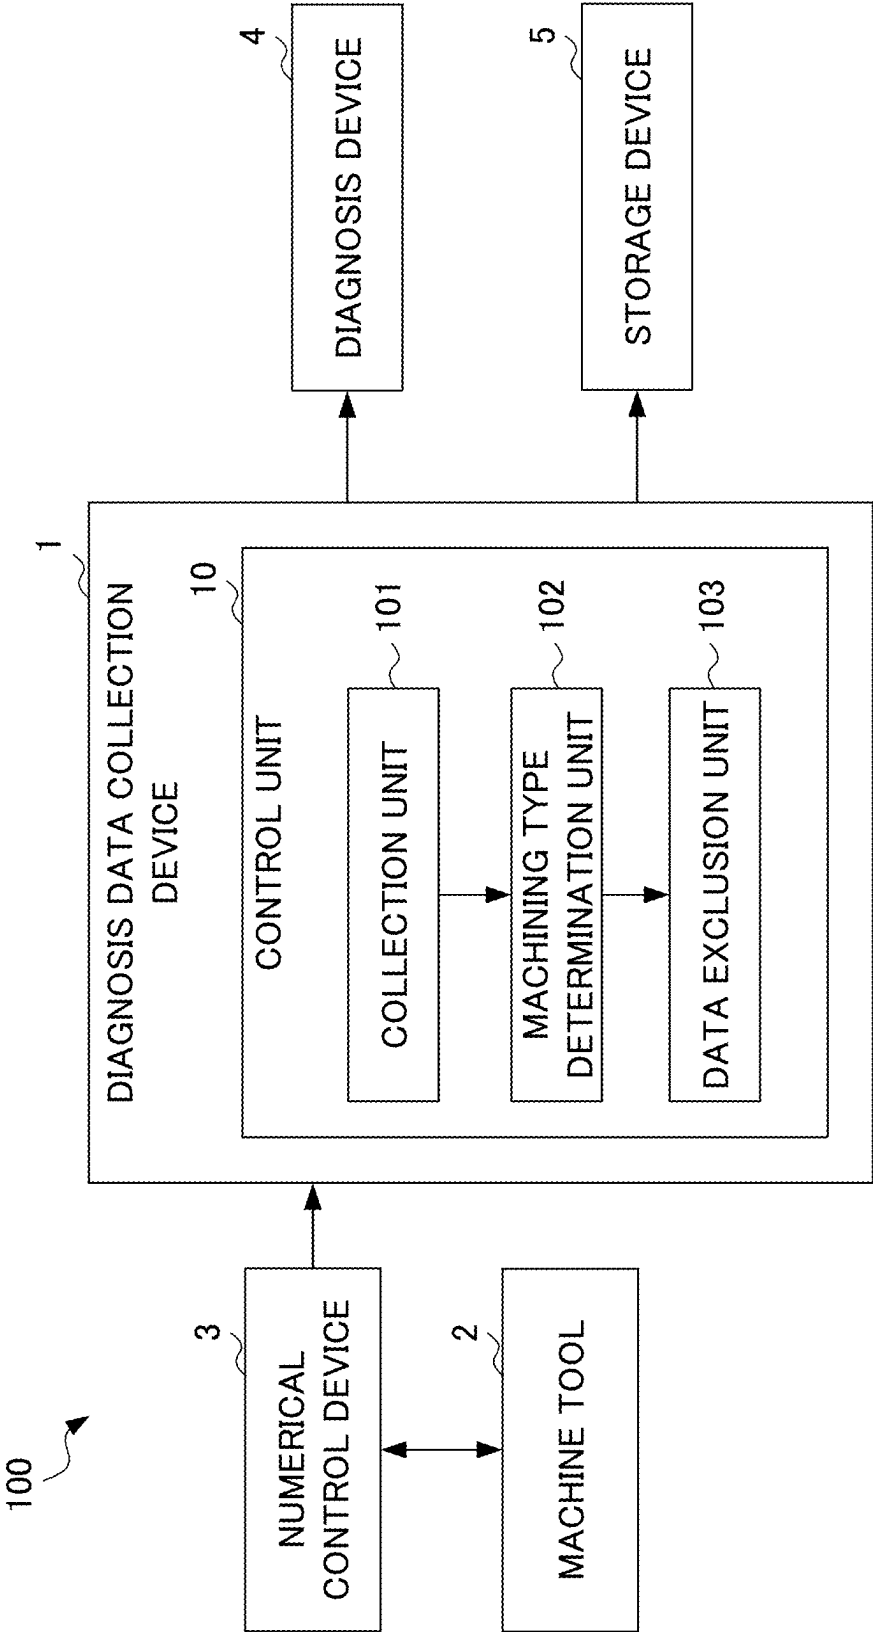 100
3
NUMERICAL
CONTROL DEVICE
2
MACHINE TOOL
1
DIAGNOSIS DATA COLLECTION
DEVICE
10
CONTROL UNIT
101
COLLECTION UNIT
102
MACHINING TYPE
DETERMINATION UNIT
103
DATA EXCLUSION UNIT
4
DIAGNOSIS DEVICE
5
STORAGE DEVICE